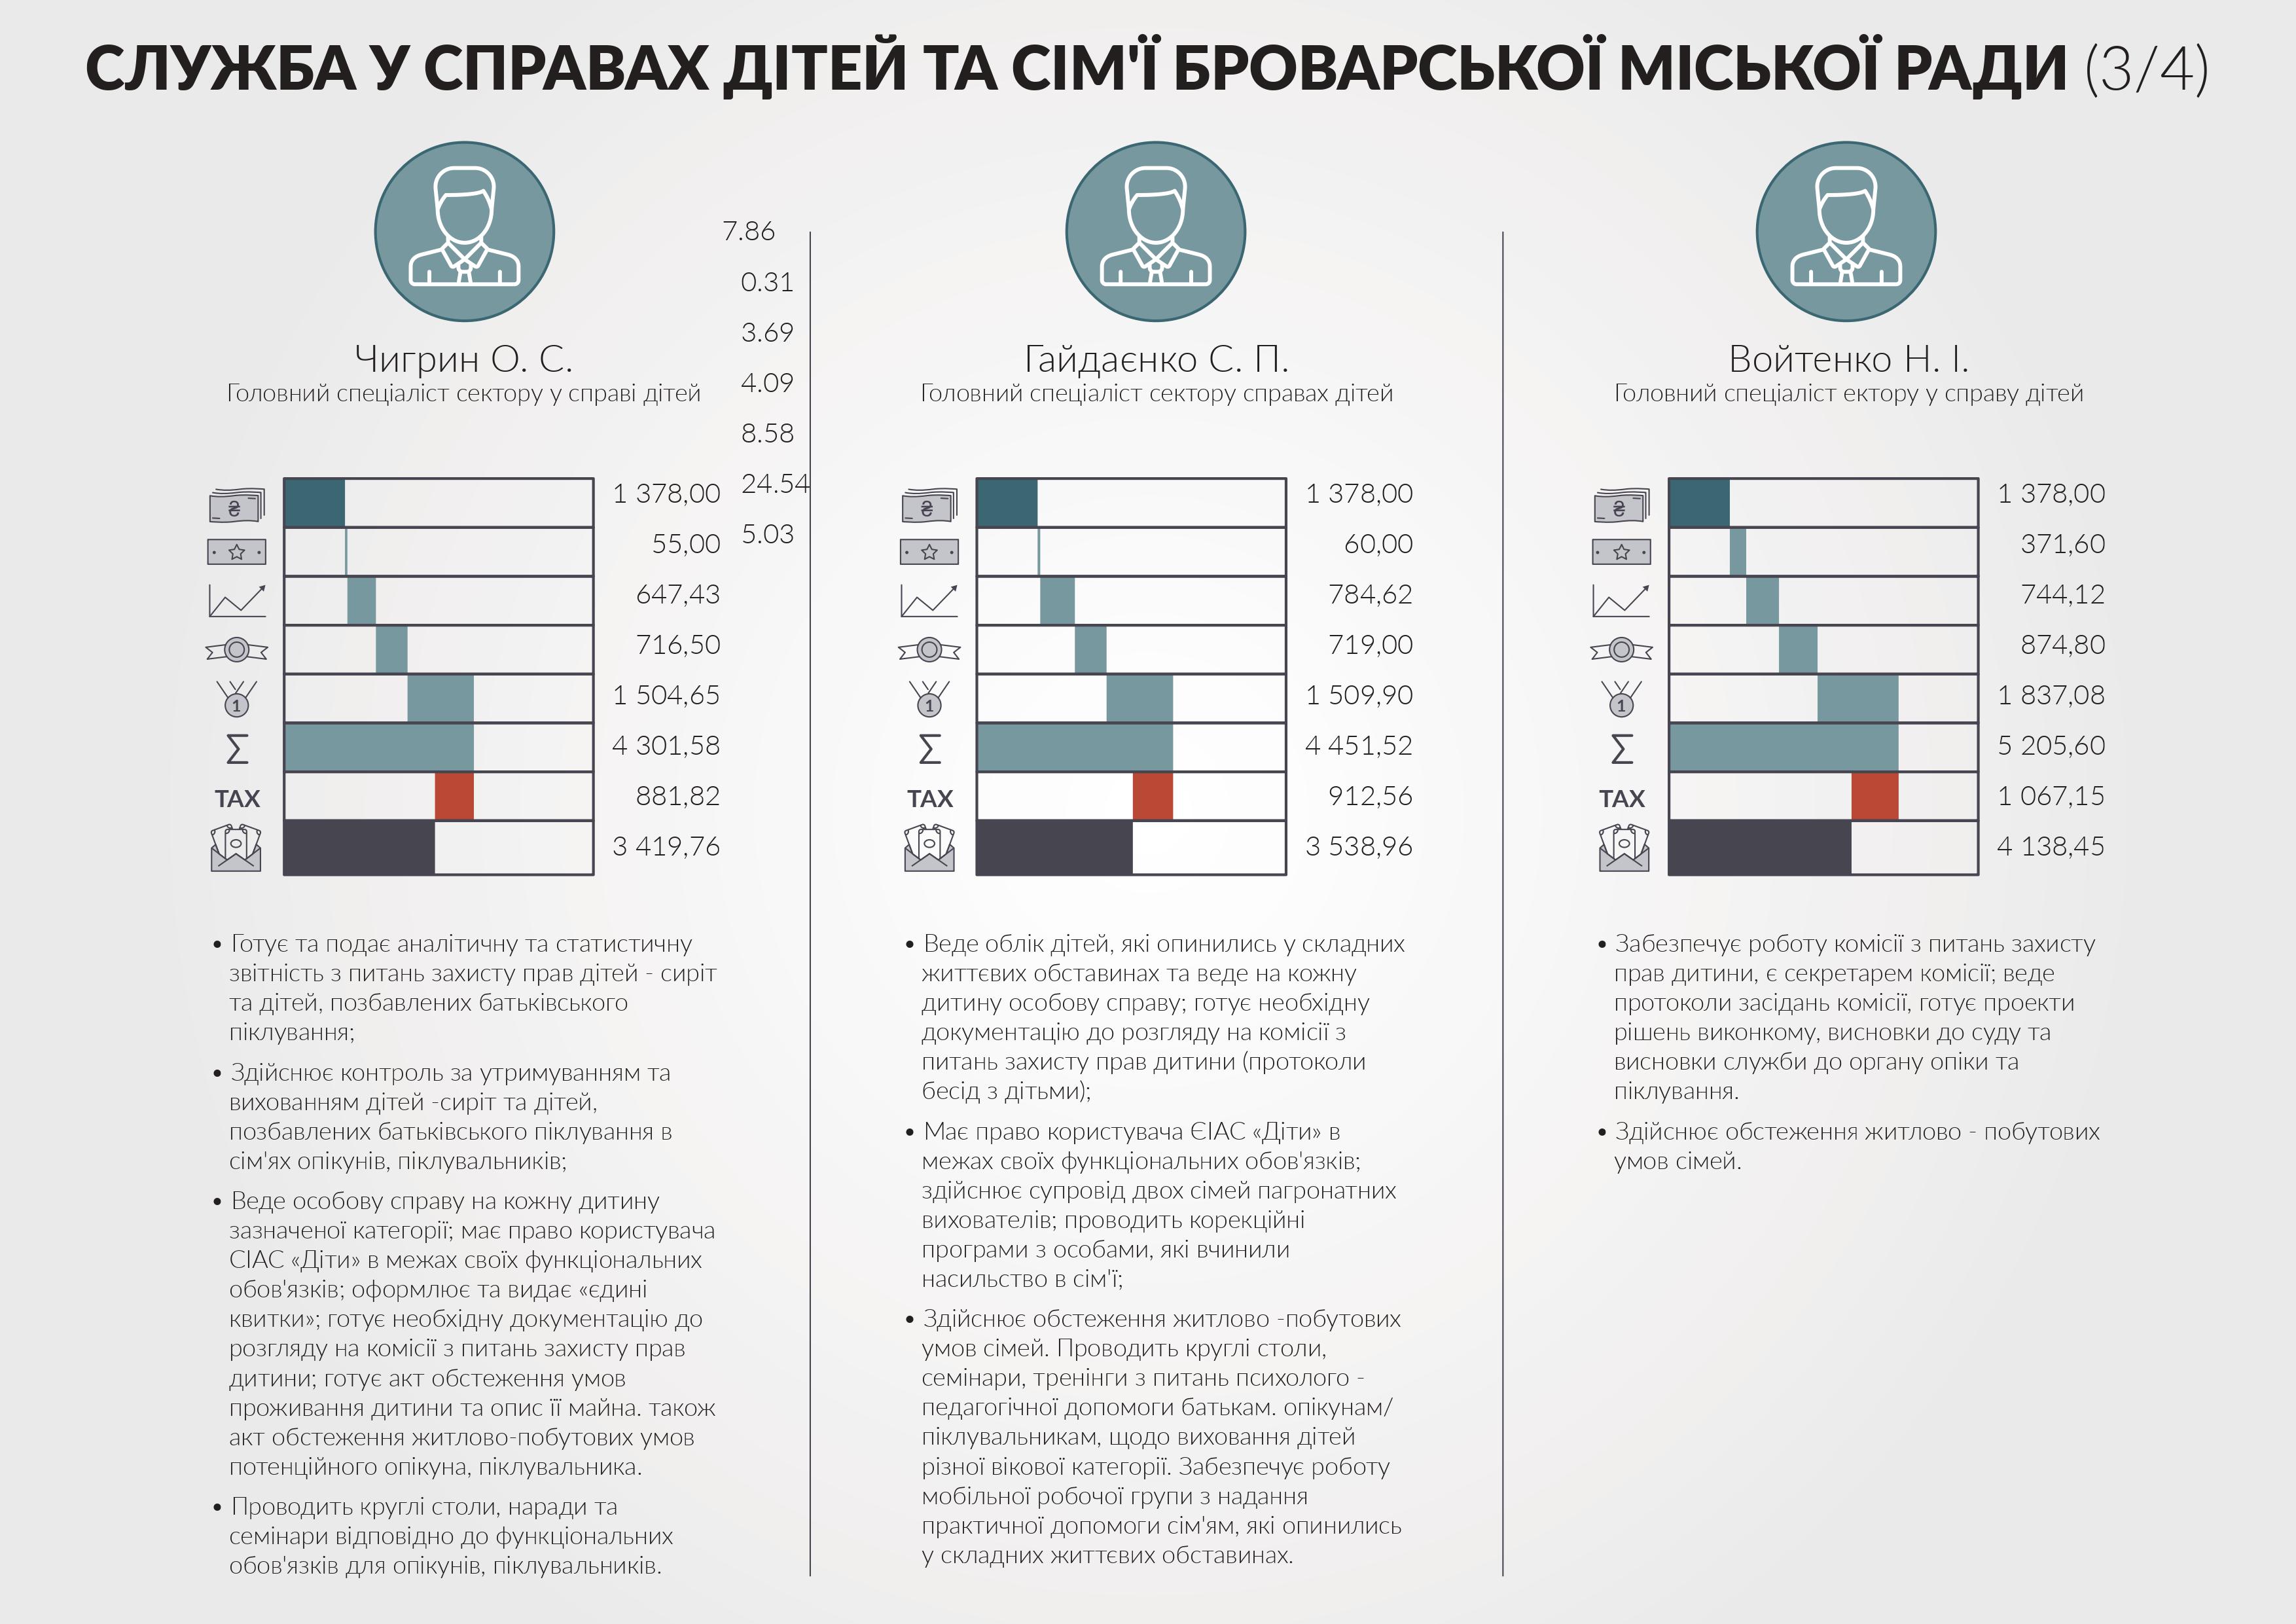 СЛУЖБА У СПРАВАХ ДІТЕЙ ТА СІМ'Ї БРОВАРСЬКОЇ МІСЬКОЇ РАДИ (3/4)
Чигрин О. С.
Головний спеціаліст сектору у справі дітей
7.86
0.31
3.69
4.09
8.58
24.54
5.03
₴
1 378,00
55,00
647,43
716,50
1
1 504,65
Σ
4 301,58
TAX
881,82
3 419,76
• Готує та подає аналітичну та статистичну
звітність з питань захисту прав дітей - сиріт
та дітей, позбавлених батьківського
піклування;
• Здійснює контроль за утримуванням та
вихованням дітей -сиріт та дітей,
позбавлених батьківського піклування в
сім'ях опікунів, піклувальників;
• Веде особову справу на кожну дитину
зазначеної категорії; має право користувача
СІАС «Діти» в межах своїх функціональних
обов'язків; оформлює та видає «єдині
квитки»; готує необхідну документацію до
розгляду на комісії з питань захисту прав
дитини; готує акт обстеження умов
проживання дитини та опис її майна. також
акт обстеження житлово-побутових умов
потенційного опікуна, піклувальника.
• Проводить круглі столи, наради та
семінари відповідно до функціональних
обов'язків для опікунів, піклувальників.
Гайдаєнко С. П.
Головний спеціаліст сектору справах дітей
₴
1 378,00
60,00
784,62
719,00
1
1 509,90
Σ
4 451,52
TAX
912,56
3 538,96
• Веде облік дітей, які опинились у складних
життєвих обставинах та веде на кожну
дитину особову справу; готує необхідну
документацію до розгляду на комісії з
питань захисту прав дитини (протоколи
бесід з дітьми);
• Має право користувача ЄІАС «Діти» в
межах своїх функціональних обов'язків;
здійснює супровід двох сімей пагронатних
вихователів; проводить корекційні
програми з особами, які вчинили
насильство в сім'ї;
• Здійснює обстеження житлово -побутових
умов сімей. Проводить круглі столи,
семінари, тренінги з питань психолого -
педагогічної допомоги батькам. опікунам/
піклувальникам, щодо виховання дітей
різної вікової категорії. Забезпечує роботу
мобільної робочої групи з надання
практичної допомоги сім'ям, які опинились
у складних життєвих обставинах.
Войтенко Н. І.
Головний спеціаліст ектору у справу дітей
₴
1 378,00
371,60
744,12
874,80
1
1 837,08
Σ
5 205,60
TAX
1 067,15
4 138,45
• Забезпечує роботу комісії з питань захисту
прав дитини, є секретарем комісії; веде
протоколи засідань комісії, готує проекти
рішень виконкому, висновки до суду та
висновки служби до органу опіки та
піклування.
• Здійснює обстеження житлово - побутових
умов сімей.